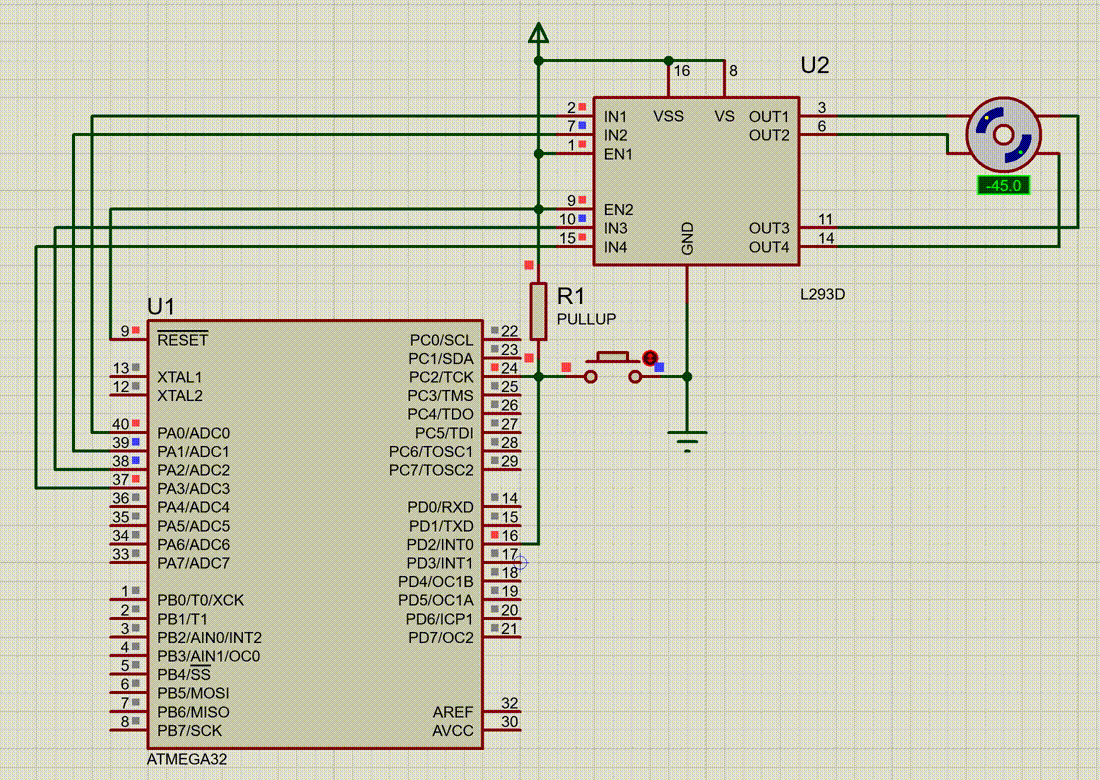 U2
16 8
2 IN1 VSS VS OUT1 3
7 IN2 OUT2 6
1 EN1
-45.0
9 EN2
10 IN3 OUT3 11
15 IN4 GND OUT4 14
L293D
R1
PULLUP
U1
9 RESET PC0/SCL 22
PC1/SDA 23
13 XTAL1 PC2/TCK 24
12 XTAL2 PC3/TMS 25
PC4/TDO 26
40 PA0/ADC0 PC5/TDI 27
39 PA1/ADC1 PC6/TOSC1 28
38 PA2/ADC2 PC7/TOSC2 29
37 PA3/ADC3
36 PA4/ADC4 PD0/RXD 14
35 PA5/ADC5 PD1/TXD 15
34 PA6/ADC6 PD2/INT0 16
33 PA7/ADC7 PD3/INT1 17
PD4/OC1B 18
1 PB0/T0/XCK PD5/OC1A 19
2 PB1/T1 PD6/ICP1 20
3 PB2/AIN0/INT2 PD7/OC2 21
4 PB3/AIN1/OC0
5 PB4/SS
6 PB5/MOSI
7 PB6/MISO AREF 32
8 PB7/SCK AVCC 30
ATMEGA32